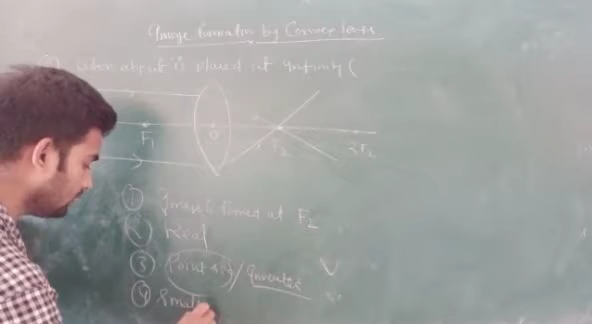 Image Formation by Convex lens
when object is placed at infinity (
F₁ O F₂ 2F₂
① Image is formed at F₂
② Real
③ Point size / Inverted
④ Small